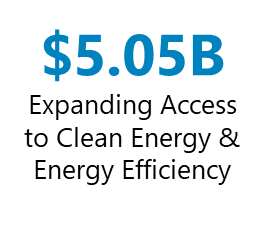 $5.05B
Expanding Access
to Clean Energy &
Energy Efficiency